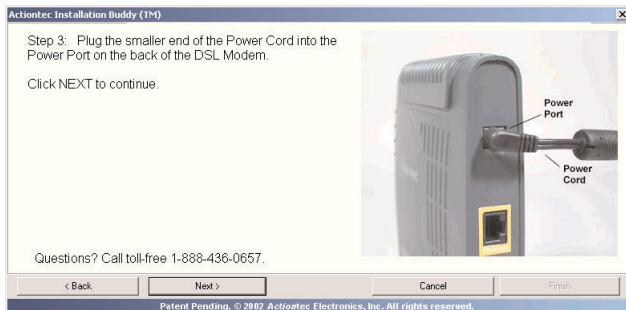 Actiontec Installation Buddy (TM)
Step 3: Plug the smaller end of the Power Cord into the
Power Port on the back of the DSL Modem.
Click NEXT to continue.
Power
Port
Power
Cord
Questions? Call toll-free 1-888-436-0657.
< Back
Next >
Cancel
Finish
Patent Pending, © 2002 Actiontec Electronics, Inc. All rights reserved.